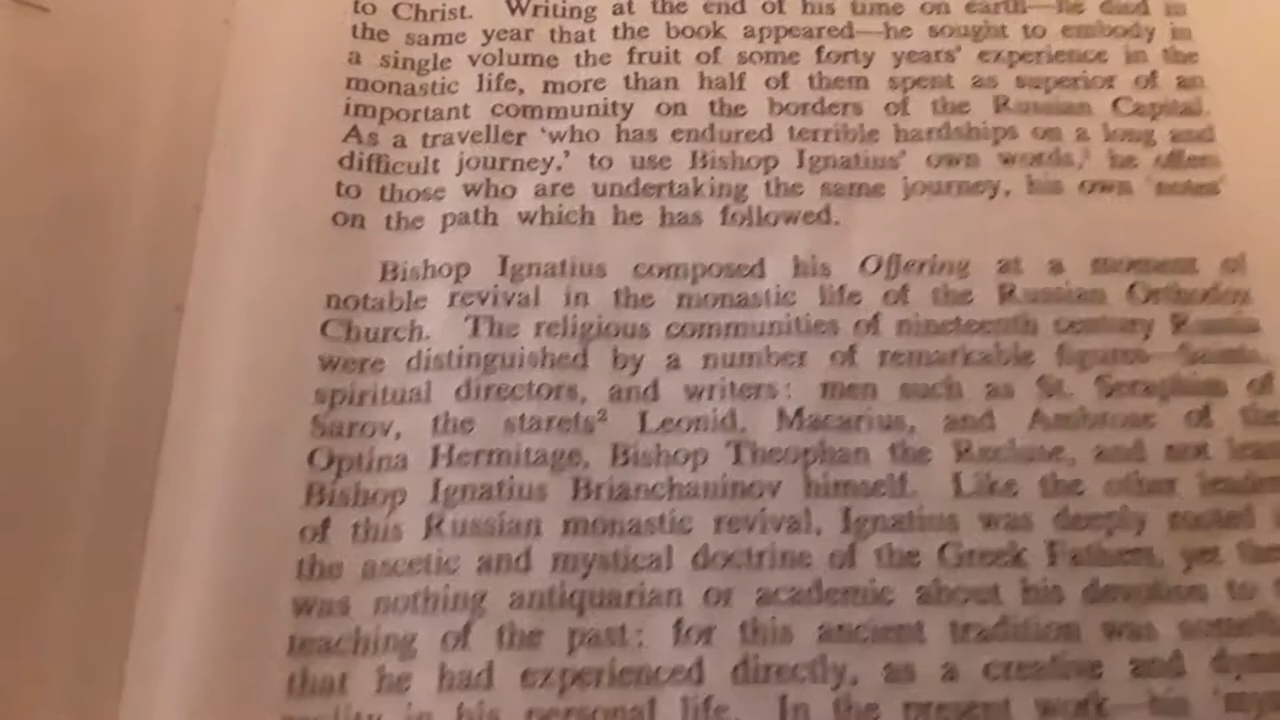 to Christ. Writing at the end of his time on earth—he died in
the same year that the book appeared—he sought to embody in
a single volume the fruit of some forty years' experience in the
monastic life, more than half of them spent as superior of an
important community on the borders of the Russian Capital.
As a traveller 'who has endured terrible hardships on a long and
difficult journey,' to use Bishop Ignatius' own words,¹ he offers
to those who are undertaking the same journey, his own 'notes'
on the path which he has followed.
Bishop Ignatius composed his Offering at a moment of
notable revival in the monastic life of the Russian Orthodox
Church. The religious communities of nineteenth century Russia
were distinguished by a number of remarkable figures—Saints,
spiritual directors, and writers: men such as St. Seraphim of
Sarov, the starets² Leonid, Macarius, and Ambrose of the
Optina Hermitage, Bishop Theophan the Recluse, and not
Bishop Ignatius Brianchaninov himself. Like the other
of this Russian monastic revival, Ignatius was deeply rooted
the ascetic and mystical doctrine of the Greek Fathers, yet
was nothing antiquarian or academic about his devotion to
teaching of the past: for this ancient tradition was
that he had experienced directly, as a creative and
in his personal life. In the present work—his